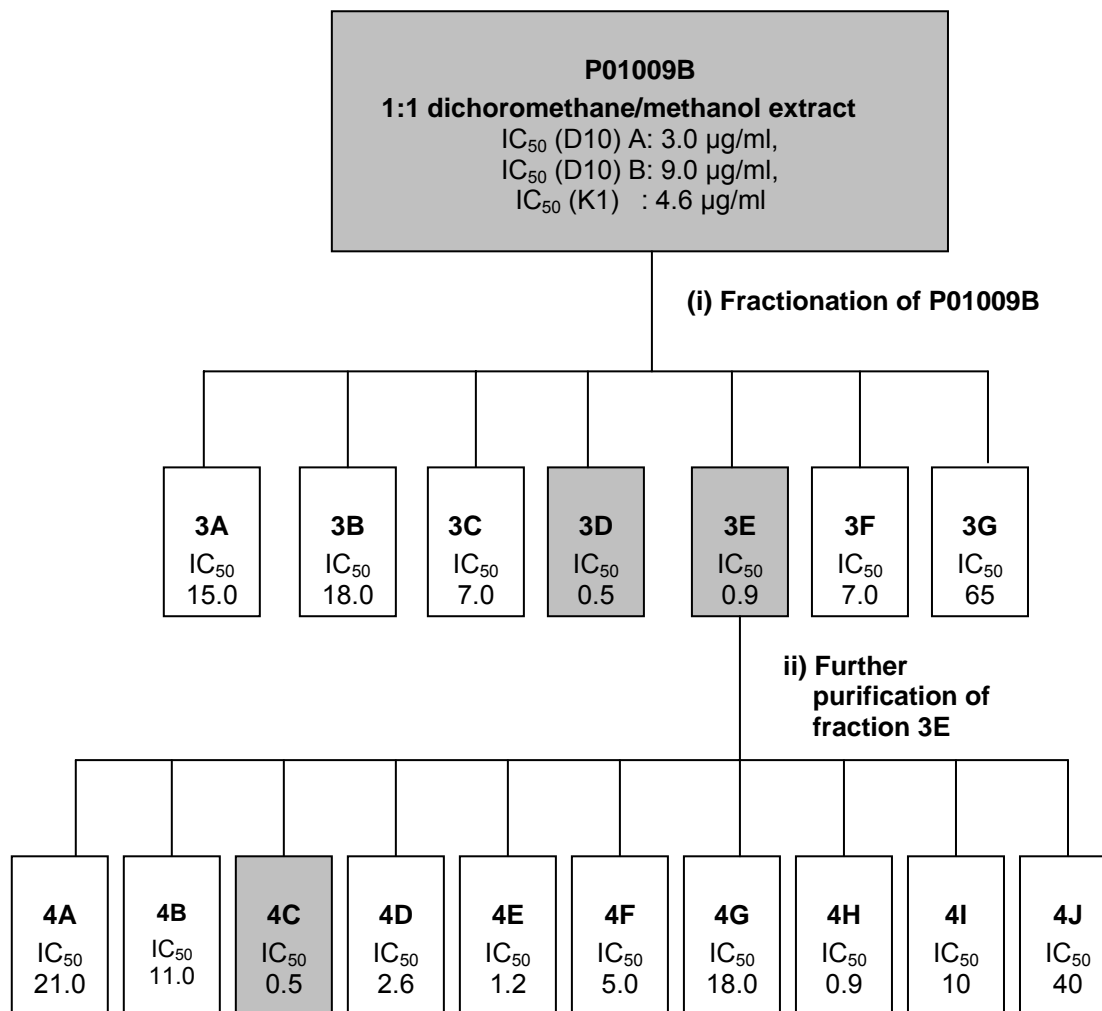 P01009B
1:1 dichoromethane/methanol extract
IC₅₀ (D10) A: 3.0 µg/ml,
IC₅₀ (D10) B: 9.0 µg/ml,
IC₅₀ (K1) : 4.6 µg/ml
(i) Fractionation of P01009B
3A
IC₅₀
15.0
3B
IC₅₀
18.0
3C
IC₅₀
7.0
3D
IC₅₀
0.5
3E
IC₅₀
0.9
3F
IC₅₀
7.0
3G
IC₅₀
65
ii) Further
purification of
fraction 3E
4A
IC₅₀
21.0
4B
IC₅₀
11.0
4C
IC₅₀
0.5
4D
IC₅₀
2.6
4E
IC₅₀
1.2
4F
IC₅₀
5.0
4G
IC₅₀
18.0
4H
IC₅₀
0.9
4I
IC₅₀
10
4J
IC₅₀
40